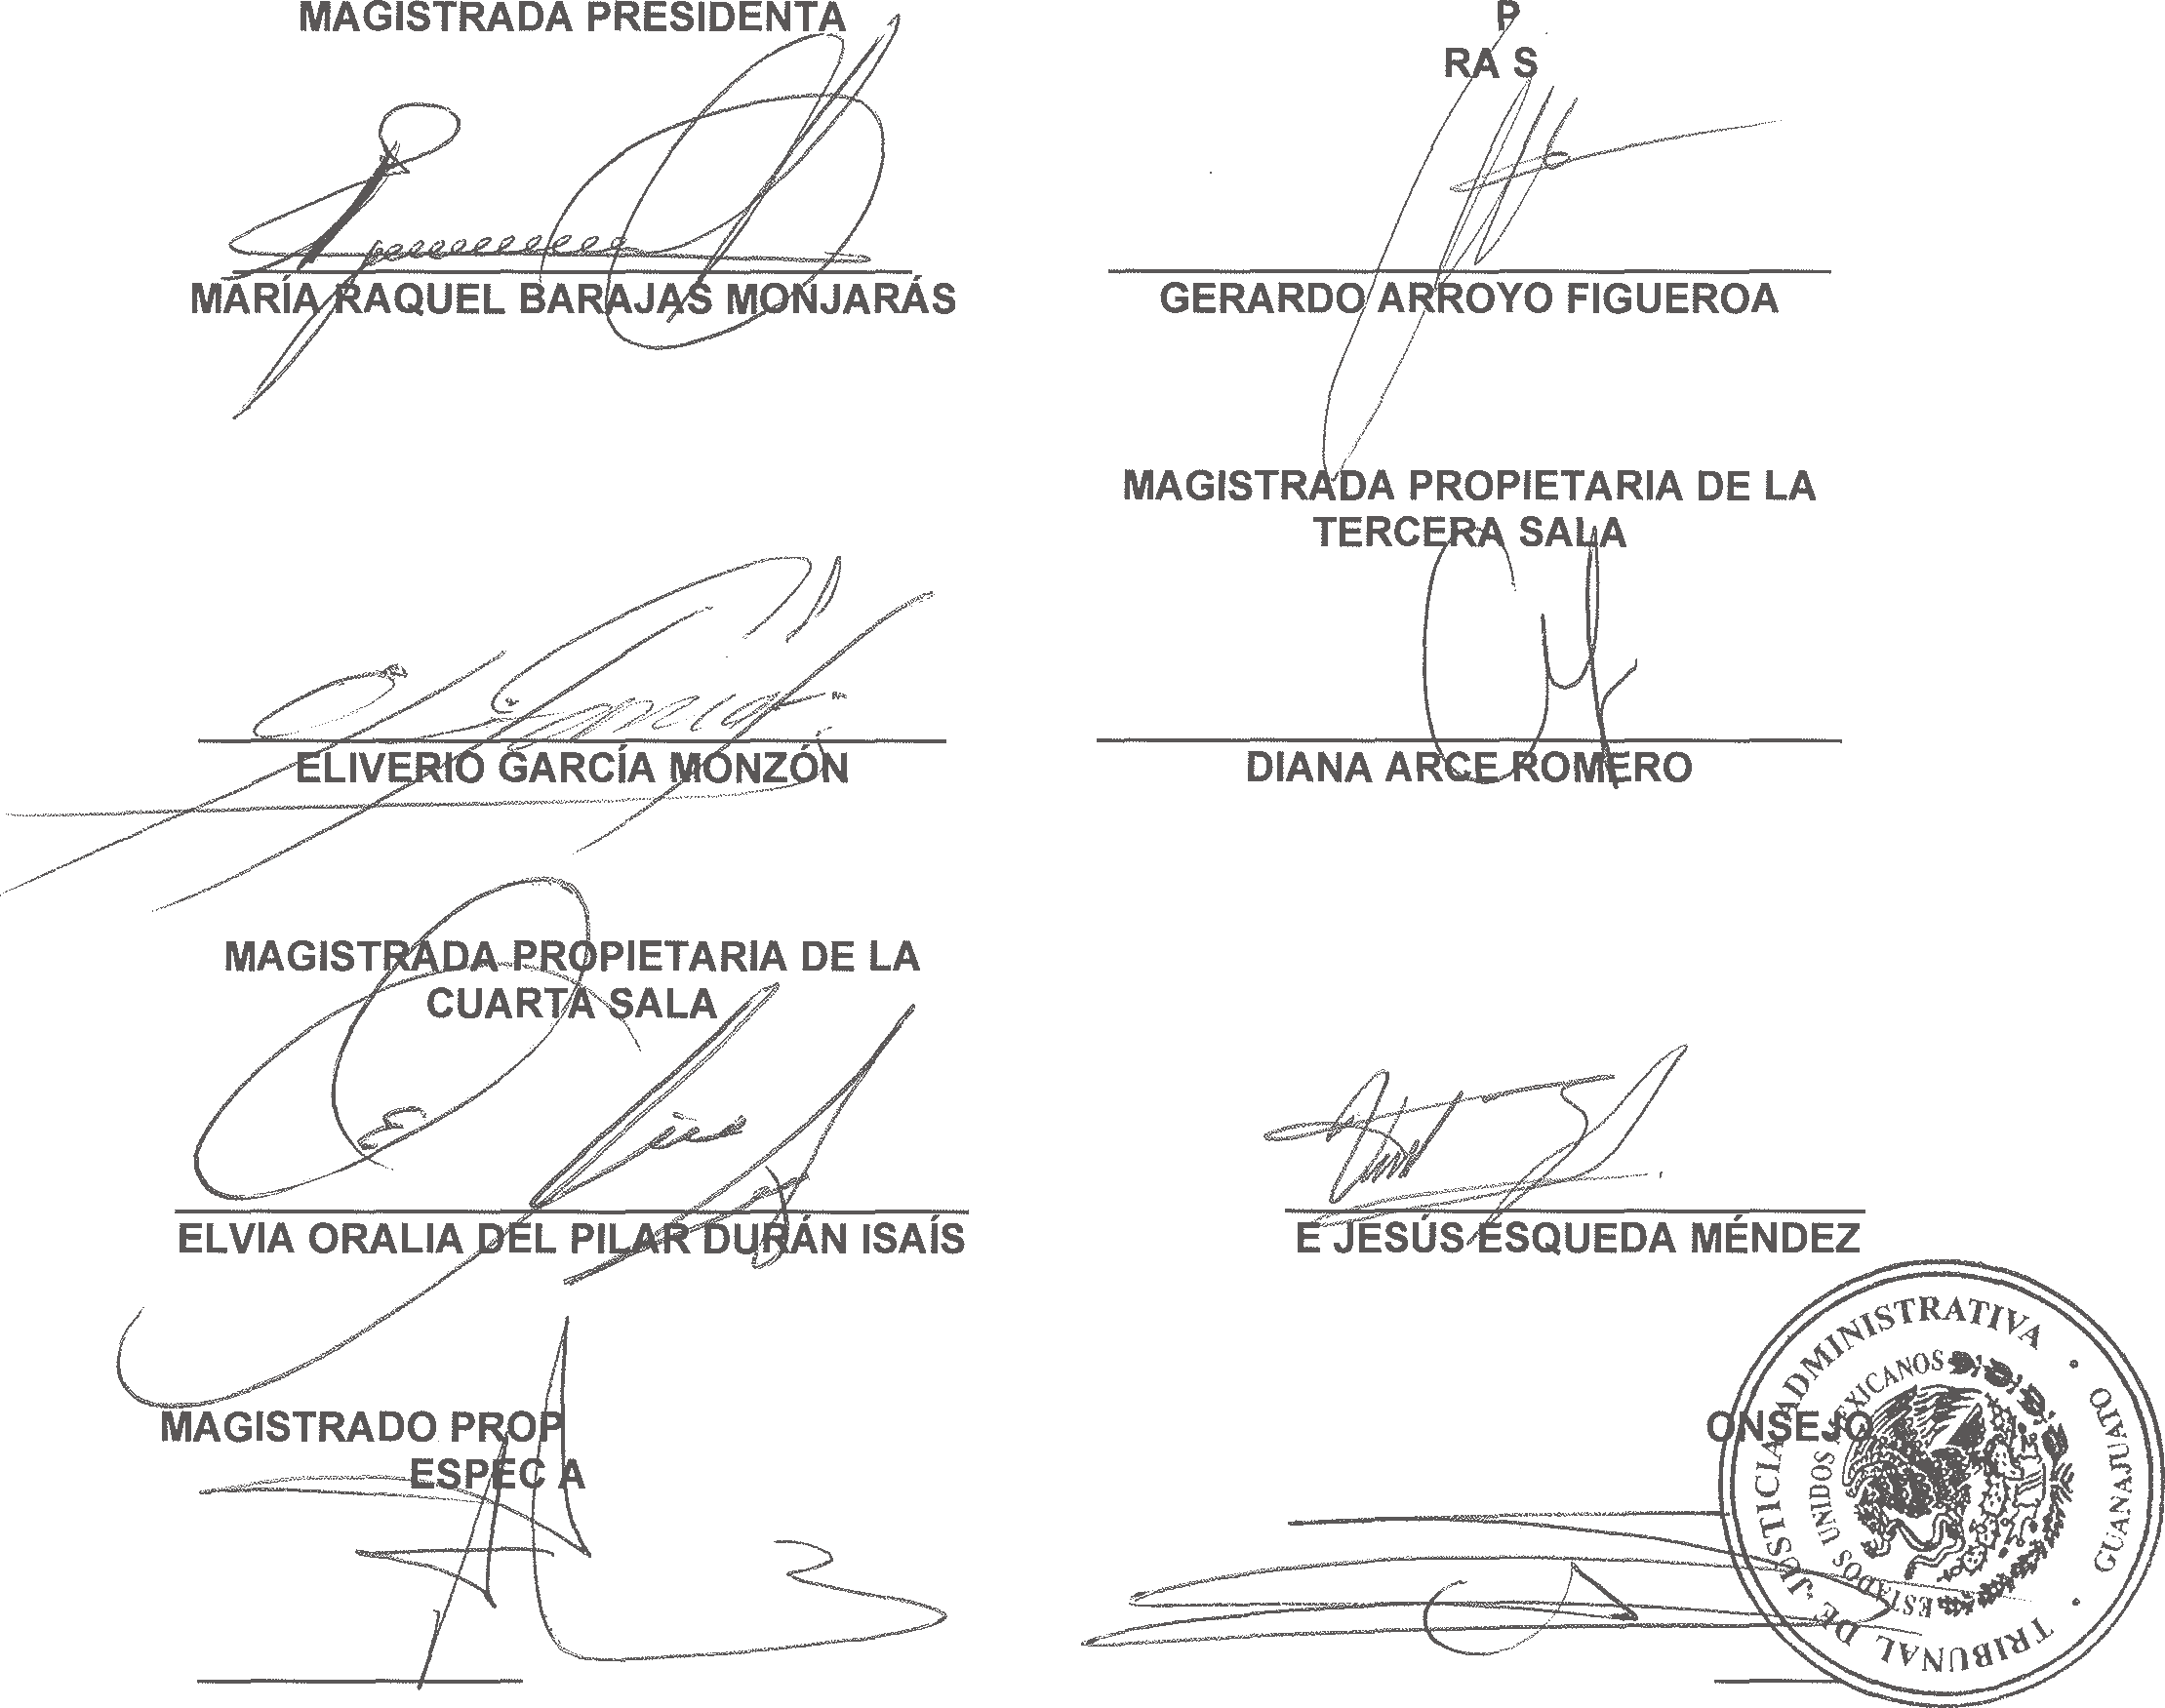 MAGISTRADA PRESIDENTA
P
RA S
MARÍA RAQUEL BARAJAS MONJARÁS
GERARDO ARROYO FIGUEROA
MAGISTRADA PROPIETARIA DE LA
TERCERA SALA
ELIVERIO GARCÍA MONZÓN
DIANA ARCE ROMERO
MAGISTRADA PROPIETARIA DE LA
CUARTA SALA
ELVIA ORALIA DEL PILAR DURÁN ISAÍS
E JESÚS ESQUEDA MÉNDEZ
MAGISTRADO PROP
ESPEC A
ONSEJO
TRIBUNAL DE JUSTICIA ADMINISTRATIVA
GUANAJUATO
ESTADOS UNIDOS MEXICANOS